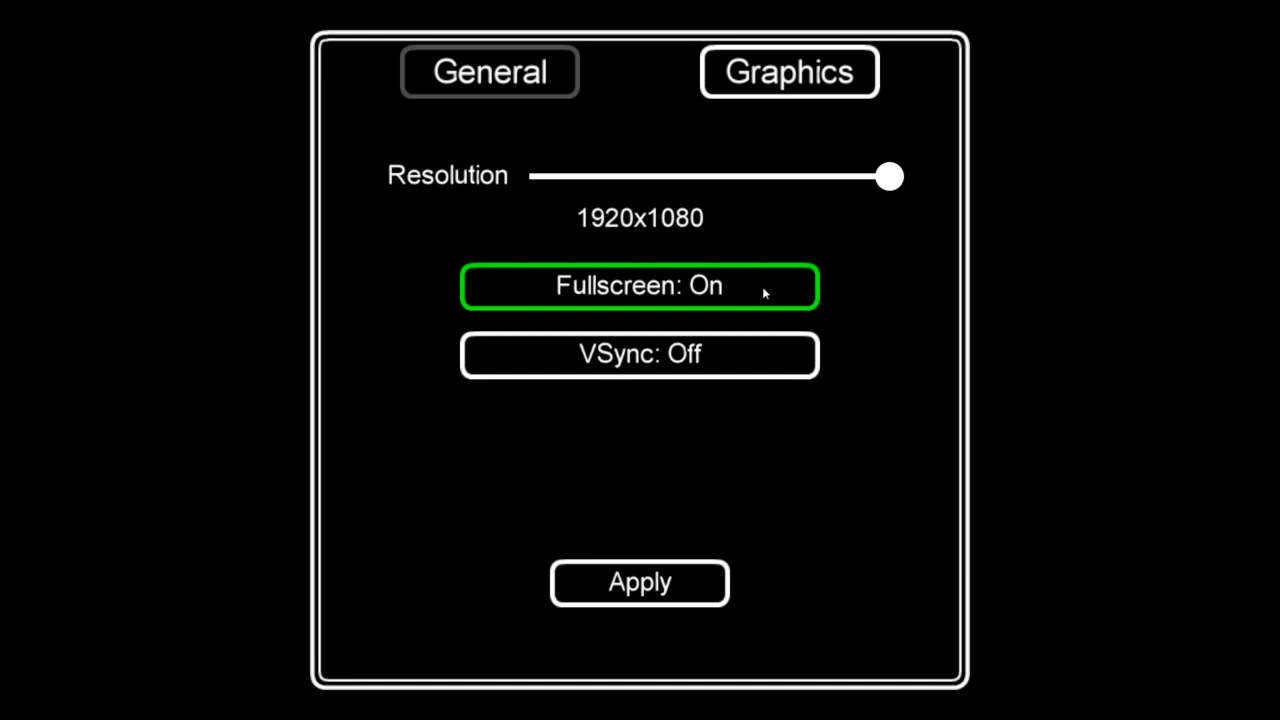 General
Graphics
Resolution
1920x1080
Fullscreen: On
VSync: Off
Apply